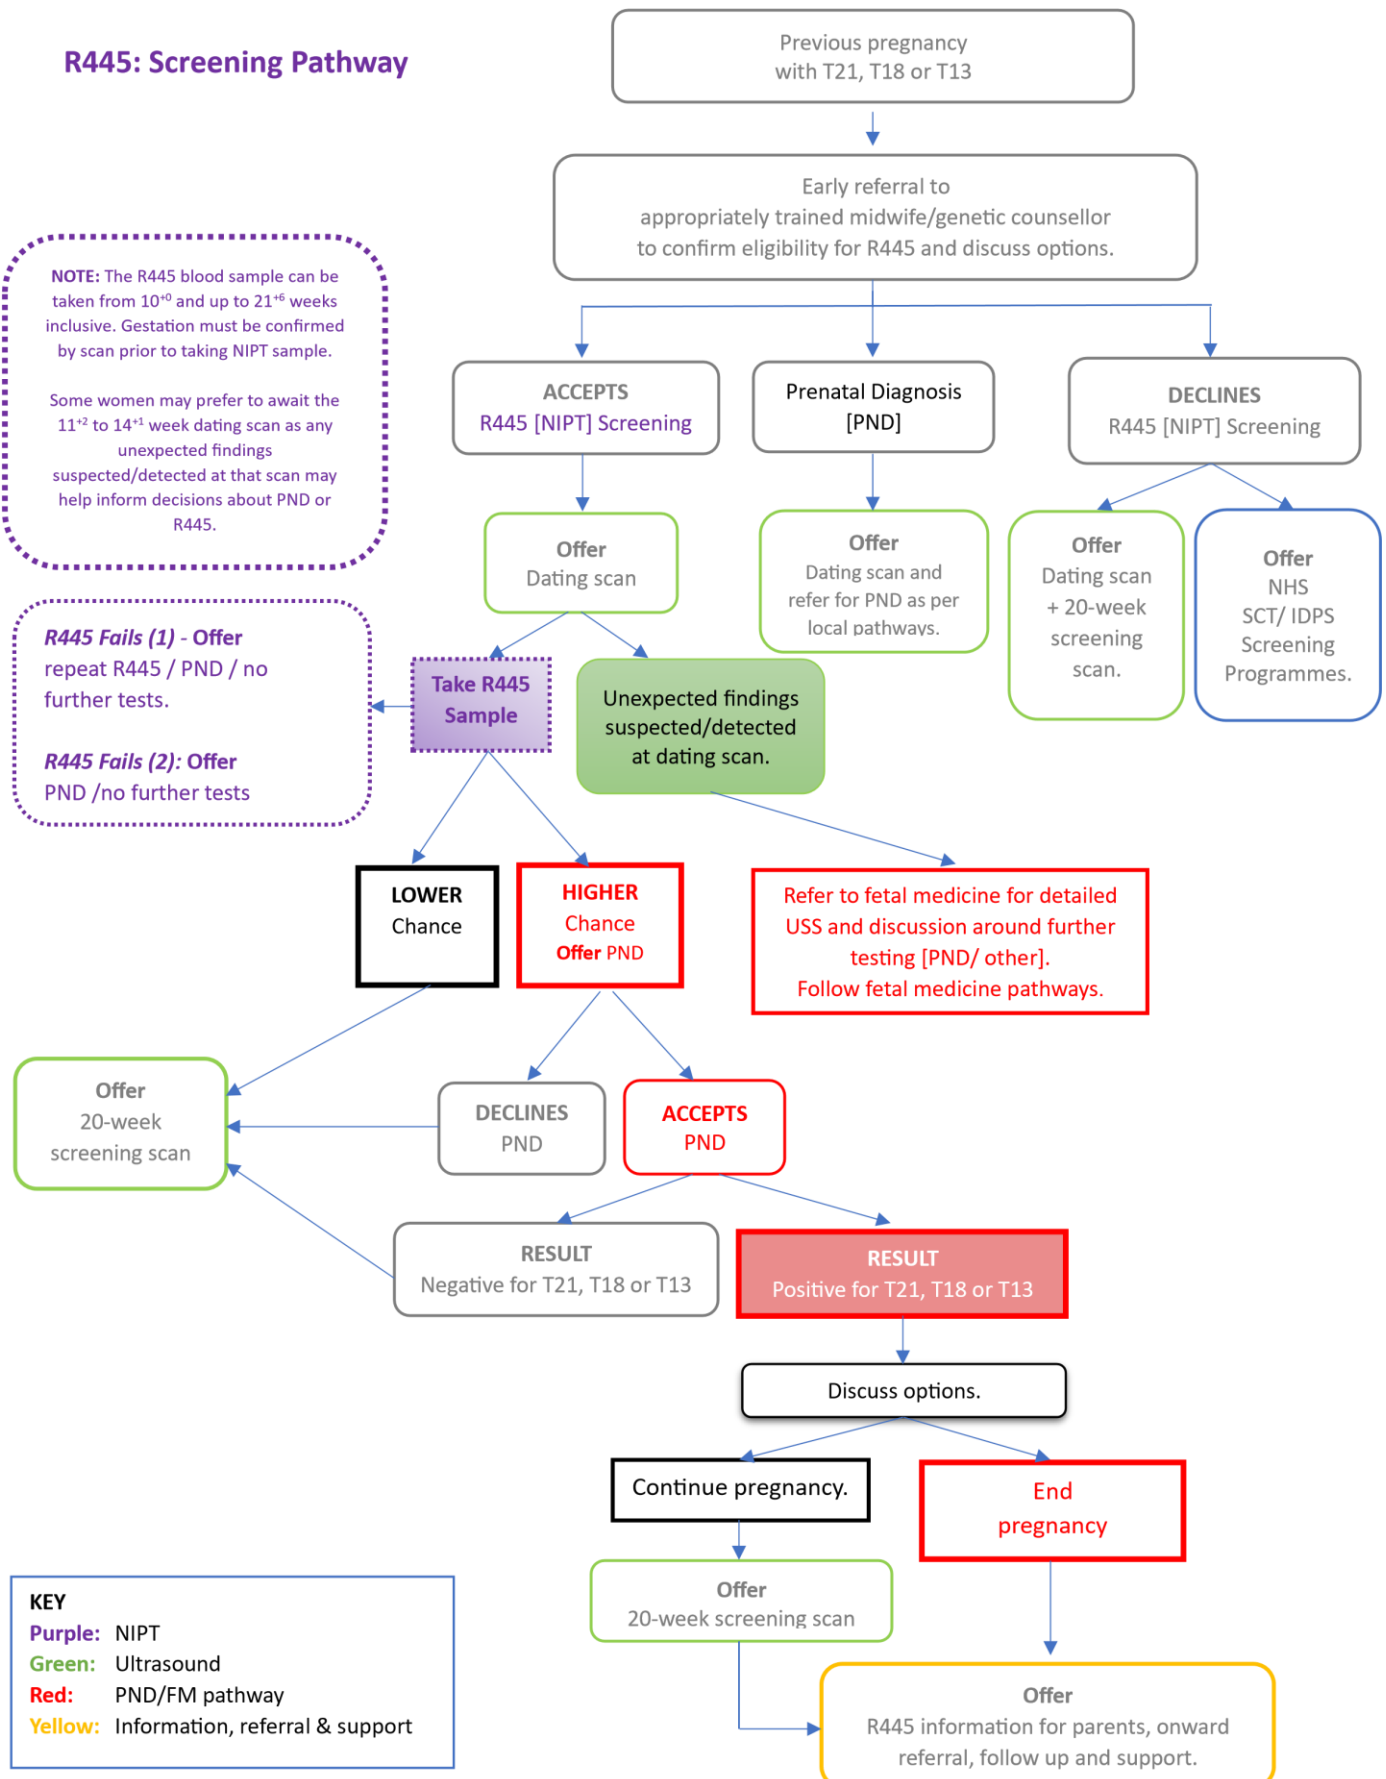 R445: Screening Pathway
Previous pregnancy
with T21, T18 or T13
Early referral to
appropriately trained midwife/genetic counsellor
to confirm eligibility for R445 and discuss options.
NOTE: The R445 blood sample can be
taken from 10⁺⁰ and up to 21⁺⁶ weeks
inclusive. Gestation must be confirmed
by scan prior to taking NIPT sample.
Some women may prefer to await the
11⁺² to 14⁺¹ week dating scan as any
unexpected findings
suspected/detected at that scan may
help inform decisions about PND or
R445.
ACCEPTS
R445 [NIPT] Screening
Prenatal Diagnosis
[PND]
DECLINES
R445 [NIPT] Screening
Offer
Dating scan
Offer
Dating scan and
refer for PND as per
local pathways.
Offer
Dating scan
+ 20-week
screening
scan.
Offer
NHS
SCT/ IDPS
Screening
Programmes.
R445 Fails (1) - Offer
repeat R445 / PND / no
further tests.
R445 Fails (2): Offer
PND /no further tests
Take R445
Sample
Unexpected findings
suspected/detected
at dating scan.
LOWER
Chance
HIGHER
Chance
Offer PND
Refer to fetal medicine for detailed
USS and discussion around further
testing [PND/ other].
Follow fetal medicine pathways.
Offer
20-week
screening scan
DECLINES
PND
ACCEPTS
PND
RESULT
Negative for T21, T18 or T13
RESULT
Positive for T21, T18 or T13
Discuss options.
Continue pregnancy.
End
pregnancy
Offer
20-week screening scan
KEY
Purple: NIPT
Green: Ultrasound
Red: PND/FM pathway
Yellow: Information, referral & support
Offer
R445 information for parents, onward
referral, follow up and support.